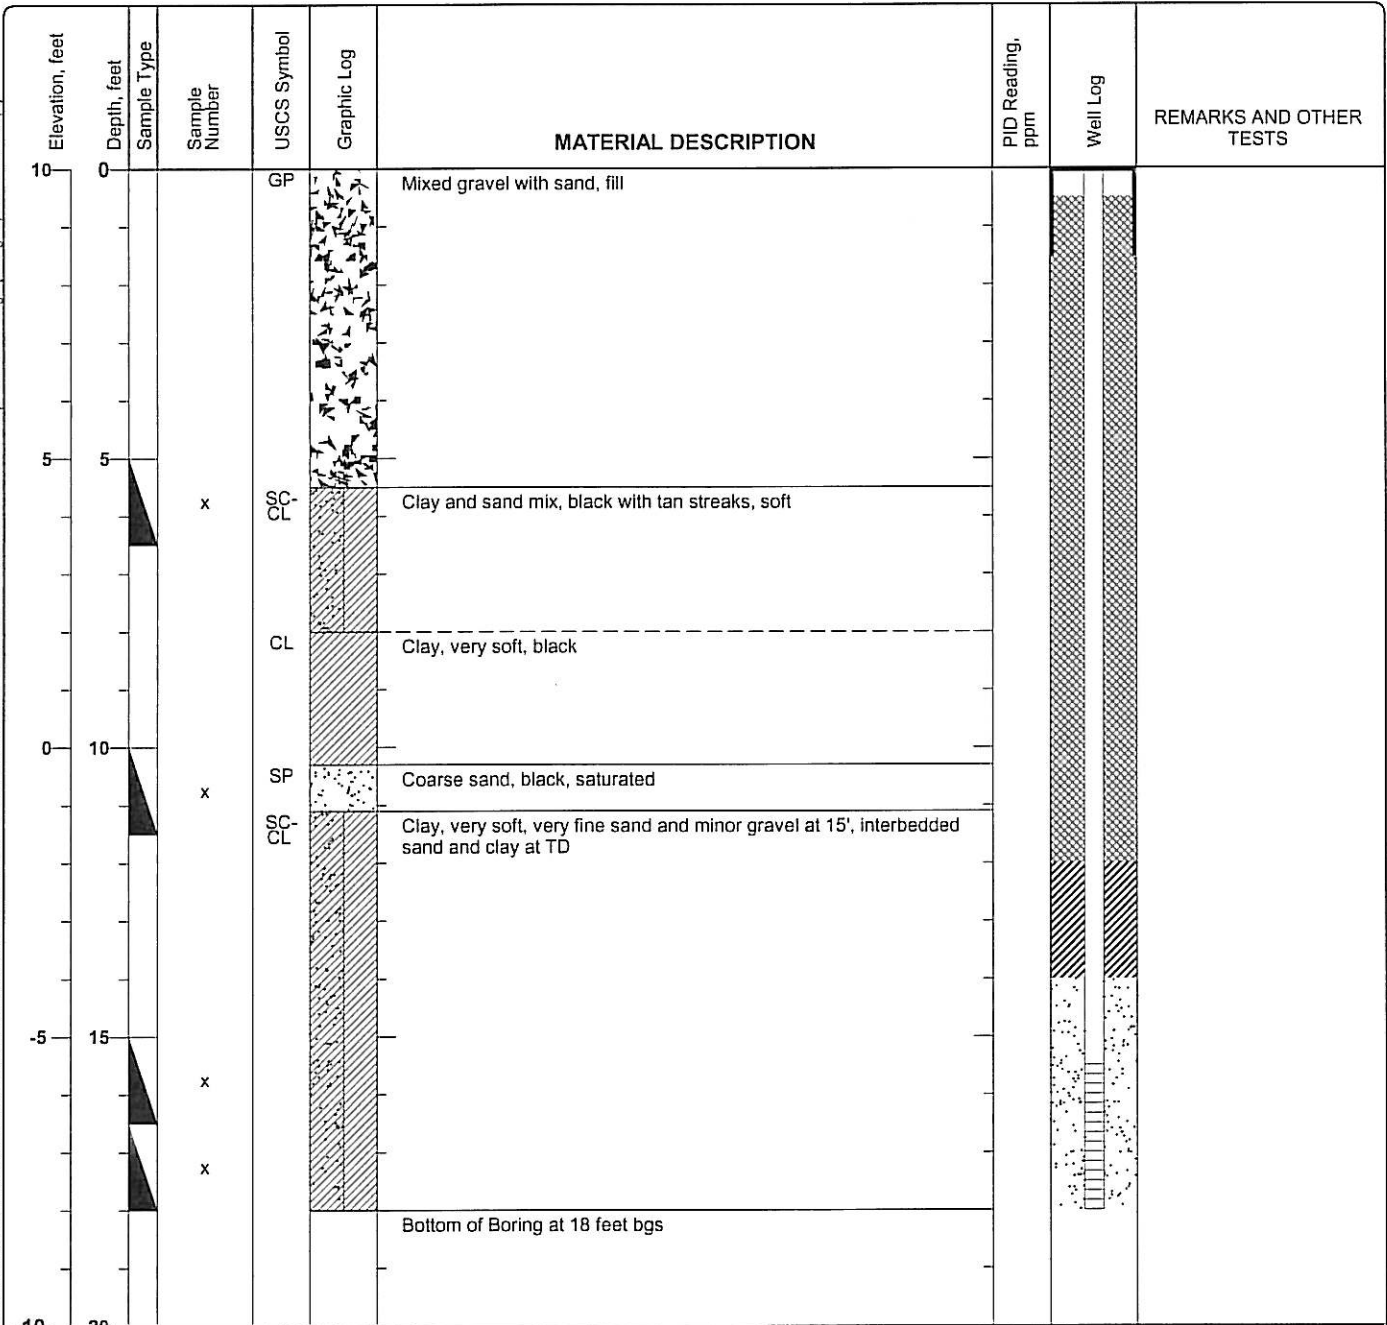 Elevation, feet
Depth, feet
Sample Type
Sample
Number
USCS Symbol
Graphic Log
MATERIAL DESCRIPTION
PID Reading,
ppm
Well Log
REMARKS AND OTHER
TESTS
10 0
GP
Mixed gravel with sand, fill
5 5
x
SC-
CL
Clay and sand mix, black with tan streaks, soft
CL
Clay, very soft, black
0 10
SP
Coarse sand, black, saturated
x
SC-
CL
Clay, very soft, very fine sand and minor gravel at 15', interbedded
sand and clay at TD
-5 15
x
x
Bottom of Boring at 18 feet bgs